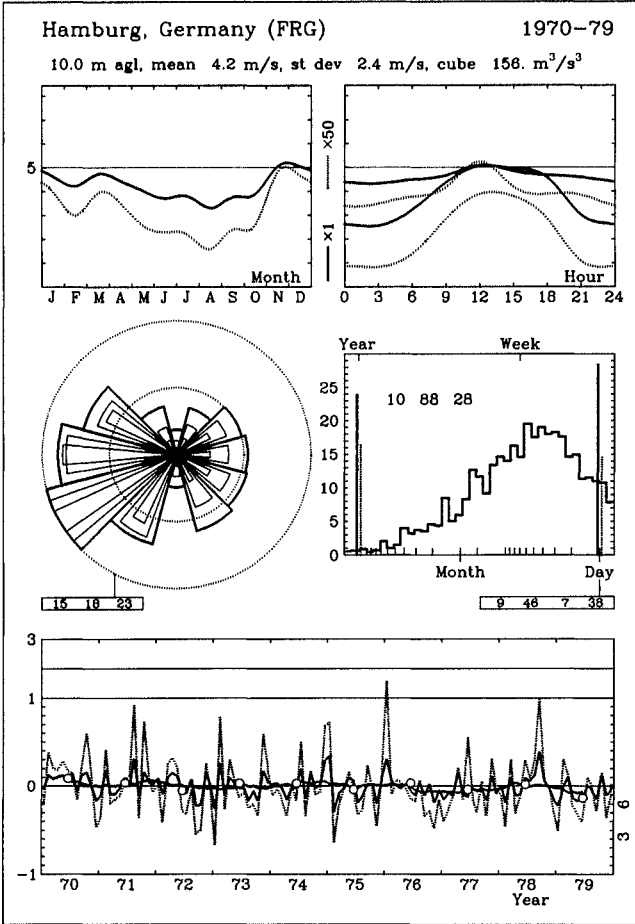 Hamburg, Germany (FRG) 1970-79
10.0 m agl, mean 4.2 m/s, st dev 2.4 m/s, cube 156. m³/s³
5
×1 ×50
Month
J F M A M J J A S O N D
Hour
0 3 6 9 12 15 18 21 24
Year Week
25
20
15
10
5
0
10 88 28
Month Day
15 18 23
9 46 7 38
3
1
0
-1
3 6
70 71 72 73 74 75 76 77 78 79
Year